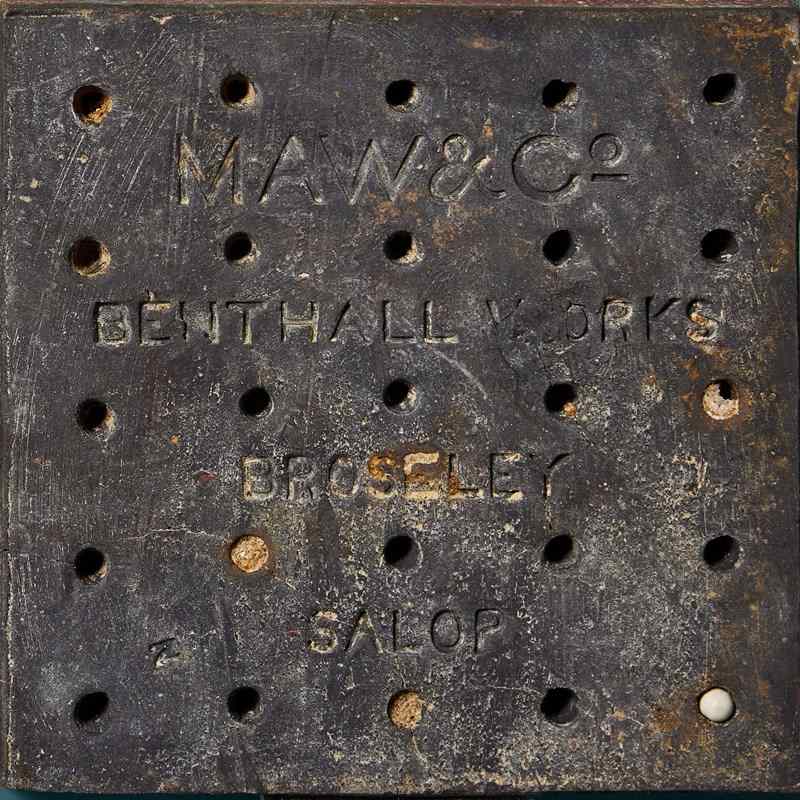 MAW & Cº
BENTHALL WORKS
BROSELEY
SALOP